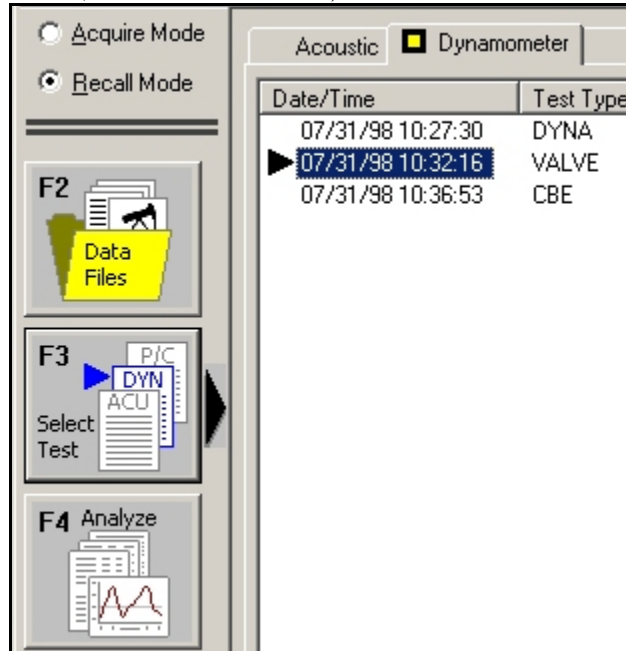 Acquire Mode
Recall Mode
F2
Data
Files
F3
P/C
DYN
ACU
Select
Test
F4 Analyze
Acoustic
Dynamometer
Date/Time Test Type
07/31/98 10:27:30 DYNA
07/31/98 10:32:16 VALVE
07/31/98 10:36:53 CBE